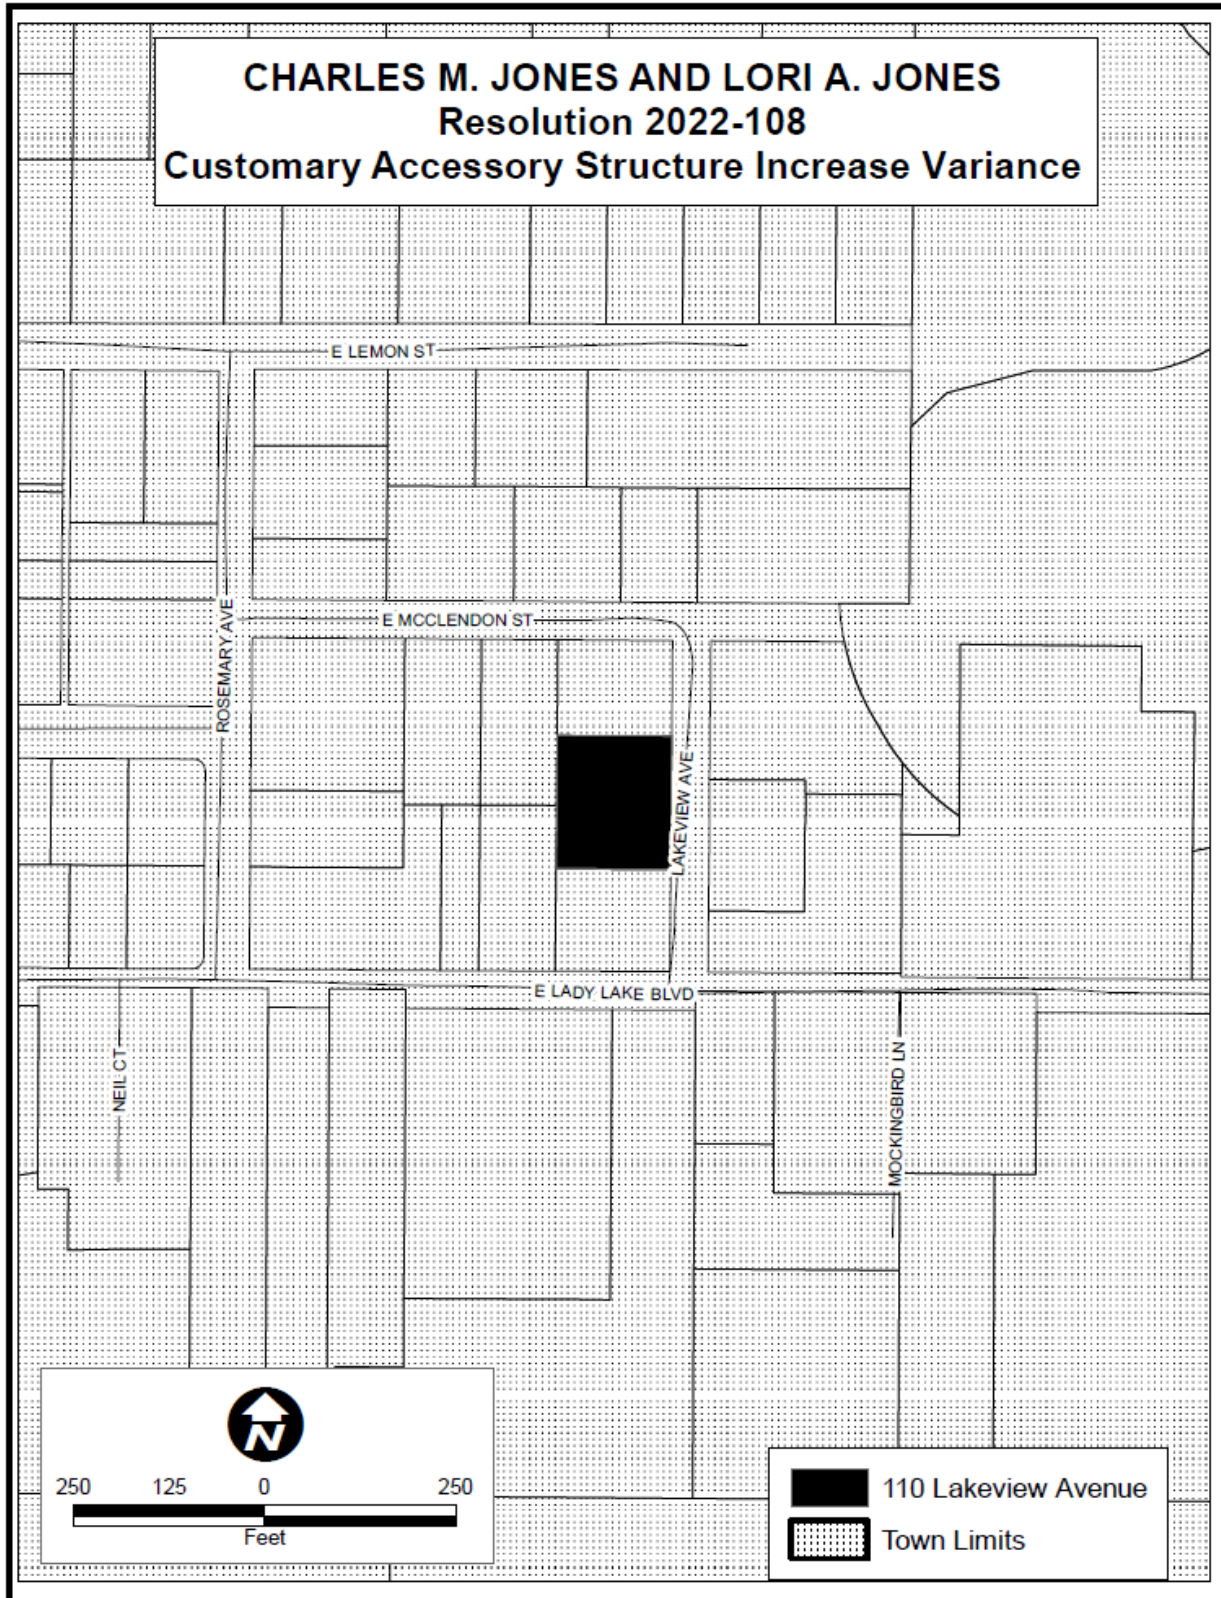 CHARLES M. JONES AND LORI A. JONES
Resolution 2022-108
Customary Accessory Structure Increase Variance
E LEMON ST
ROSEMARY AVE
E MCCLENDON ST
LAKEVIEW AVE
E LADY LAKE BLVD
NEIL CT
MOCKINGBIRD LN
N
250 125 0 250
Feet
110 Lakeview Avenue
Town Limits